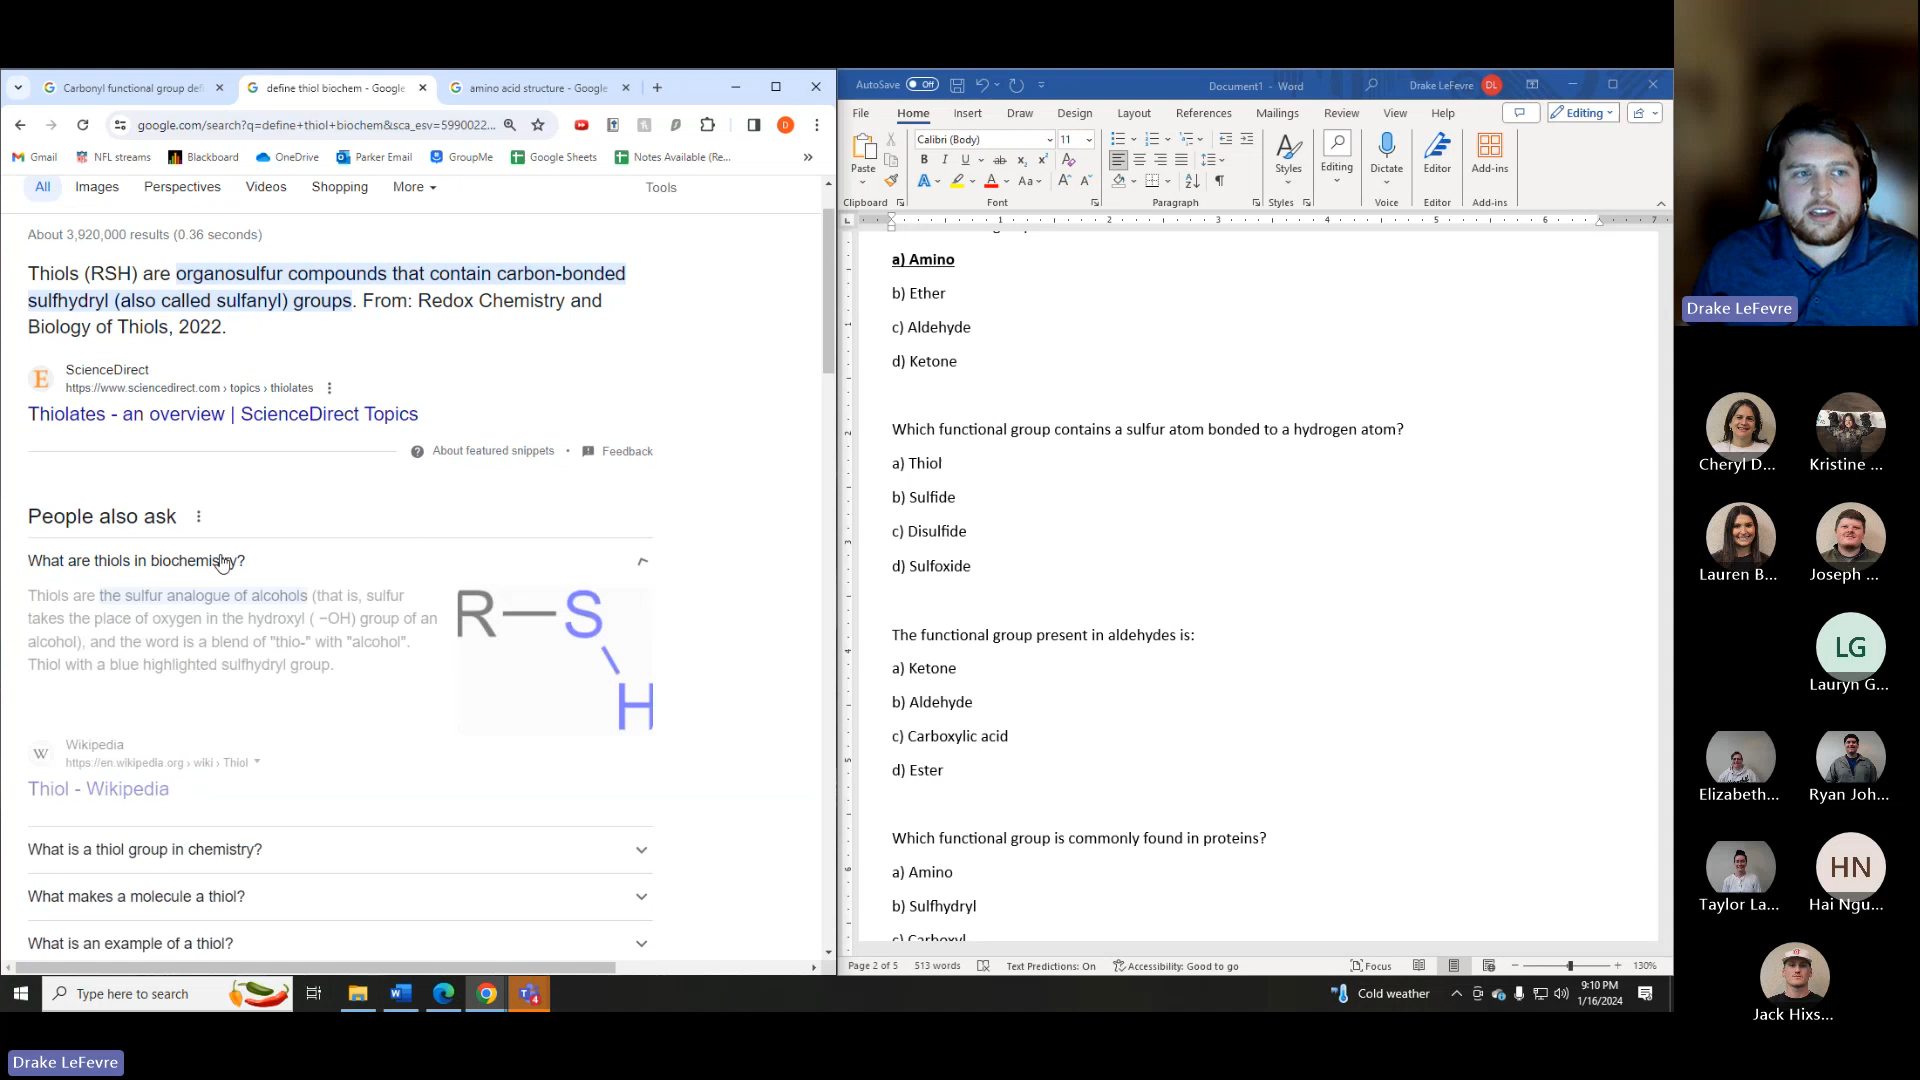 Carbonyl functional group def
define thiol biochem - Google
amino acid structure - Google
google.com/search?q=define+thiol+biochem&sca_esv=5990022...
D
Gmail
NFL streams
Blackboard
OneDrive
Parker Email
GroupMe
Google Sheets
Notes Available (Re...
All
Images
Perspectives
Videos
Shopping
More
Tools
About 3,920,000 results (0.36 seconds)
Thiols (RSH) are organosulfur compounds that contain carbon-bonded
sulfhydryl (also called sulfanyl) groups. From: Redox Chemistry and
Biology of Thiols, 2022.
ScienceDirect
https://www.sciencedirect.com › topics › thiolates
Thiolates - an overview | ScienceDirect Topics
About featured snippets
Feedback
People also ask
What are thiols in biochemistry?
Thiols are the sulfur analogue of alcohols (that is, sulfur
takes the place of oxygen in the hydroxyl ( −OH) group of an
alcohol), and the word is a blend of "thio-" with "alcohol".
Thiol with a blue highlighted sulfhydryl group.
R S
H
W
Wikipedia
https://en.wikipedia.org › wiki › Thiol
Thiol - Wikipedia
What is a thiol group in chemistry?
What makes a molecule a thiol?
What is an example of a thiol?
AutoSave Off
Document1 - Word
Drake LeFevre DL
File
Home
Insert
Draw
Design
Layout
References
Mailings
Review
View
Help
Editing
Paste
Calibri (Body)
11
Styles
Editing
Dictate
Editor
Add-ins
Clipboard
Font
Paragraph
Styles
Voice
Editor
Add-ins
1 2 3 4 5 6 7
a) Amino
b) Ether
c) Aldehyde
d) Ketone
Which functional group contains a sulfur atom bonded to a hydrogen atom?
a) Thiol
b) Sulfide
c) Disulfide
d) Sulfoxide
The functional group present in aldehydes is:
a) Ketone
b) Aldehyde
c) Carboxylic acid
d) Ester
Which functional group is commonly found in proteins?
a) Amino
b) Sulfhydryl
c) Carboxyl
Page 2 of 5
513 words
Text Predictions: On
Accessibility: Good to go
Focus
130%
Type here to search
Cold weather
9:10 PM
1/16/2024
Drake LeFevre
Cheryl D...
Kristine ...
Lauren B...
Joseph ...
LG
Lauryn G...
Elizabeth...
Ryan Joh...
Taylor La...
HN
Hai Ngu...
Jack Hixs...
Drake LeFevre